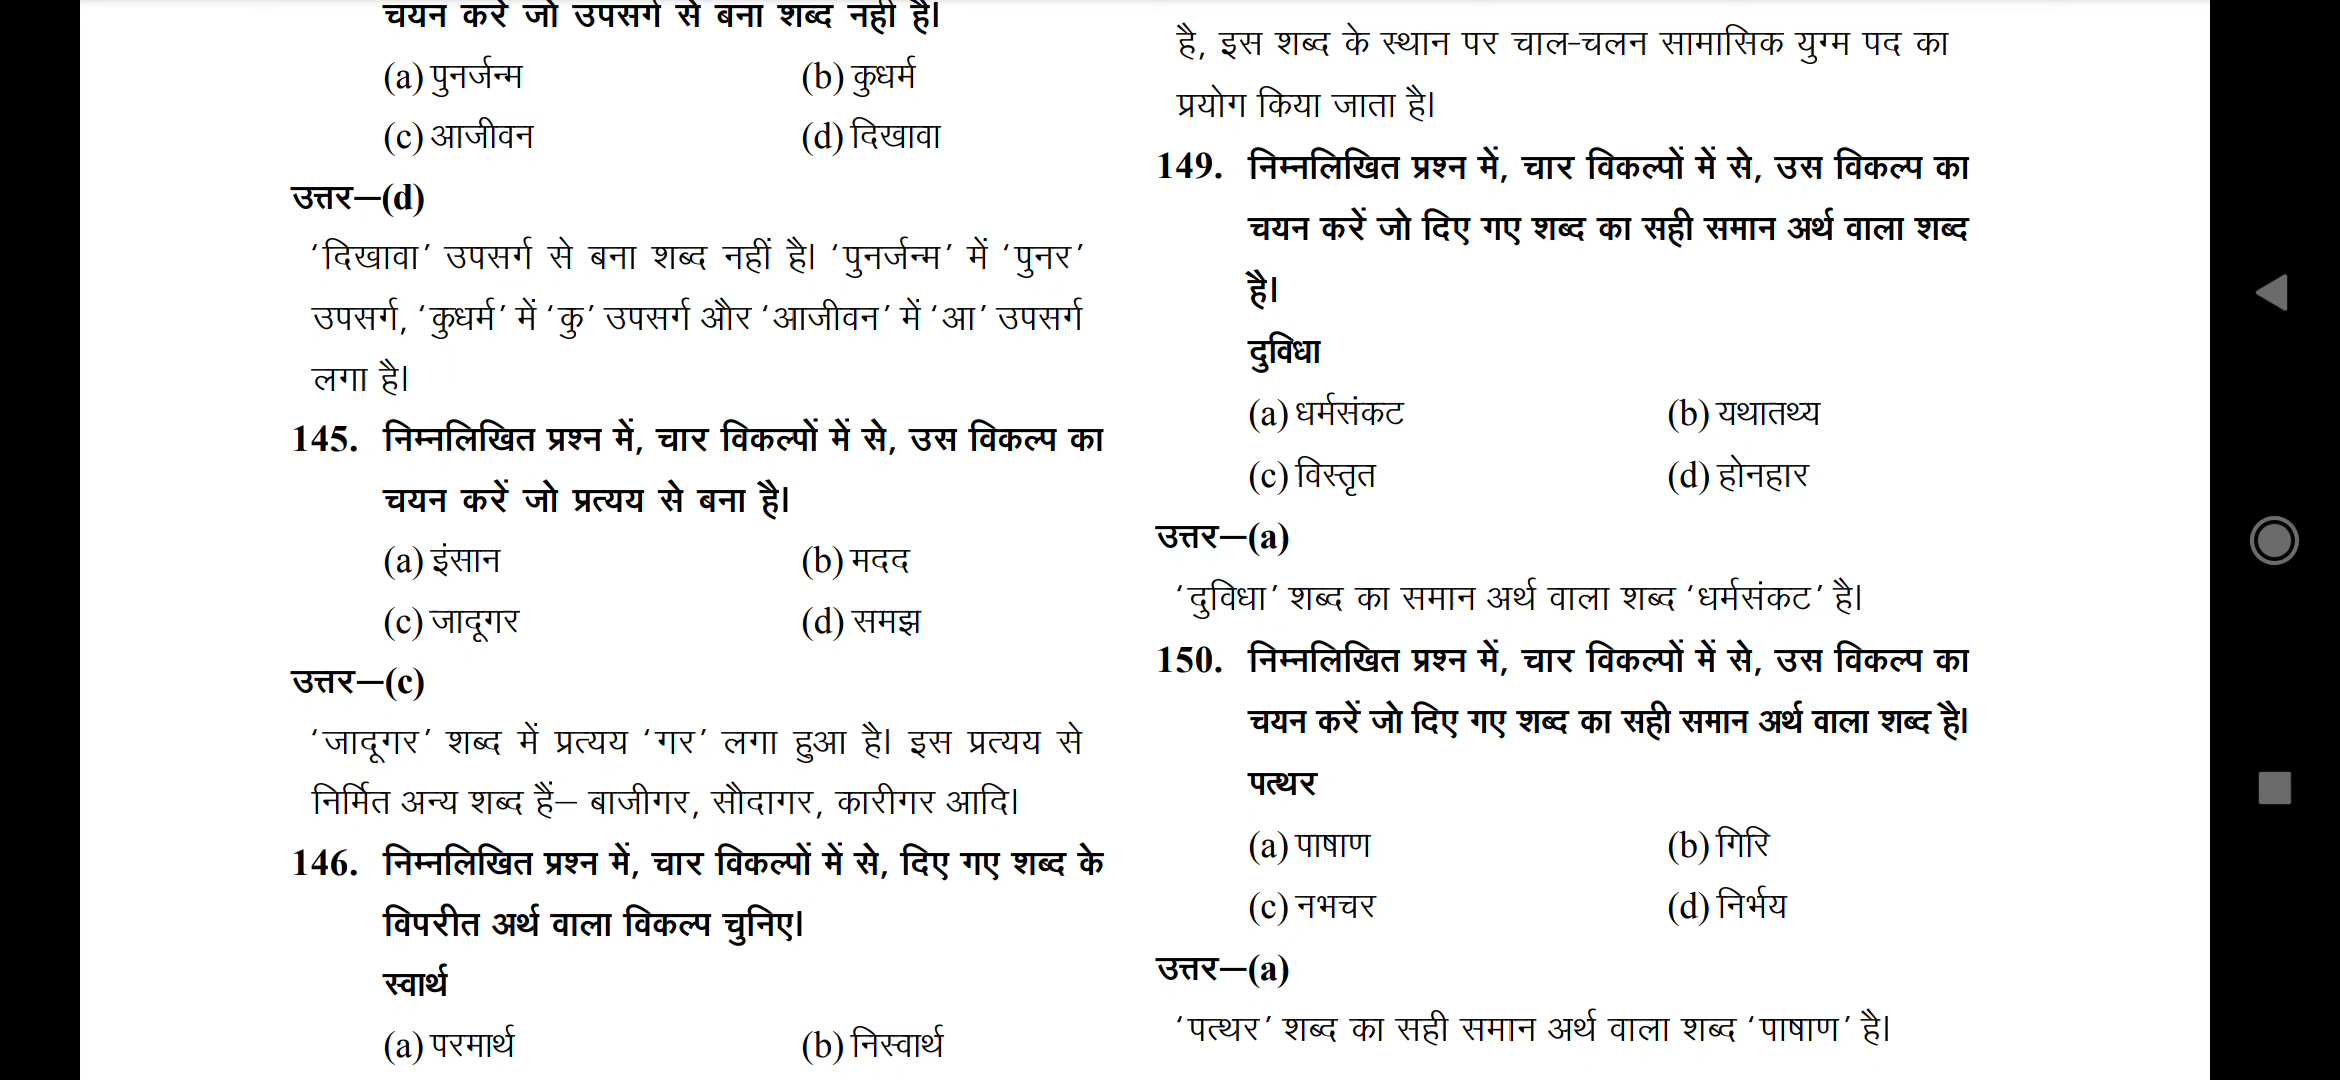 चयन करें जो उपसर्ग से बना शब्द नहीं है।
(a) पुनर्जन्म (b) कुधर्म
(c) आजीवन (d) दिखावा
उत्तर—(d)
‘दिखावा’ उपसर्ग से बना शब्द नहीं है। ‘पुनर्जन्म’ में ‘पुनर’
उपसर्ग, ‘कुधर्म’ में ‘कु’ उपसर्ग और ‘आजीवन’ में ‘आ’ उपसर्ग
लगा है।
145. निम्नलिखित प्रश्न में, चार विकल्पों में से, उस विकल्प का
चयन करें जो प्रत्यय से बना है।
(a) इंसान (b) मदद
(c) जादूगर (d) समझ
उत्तर—(c)
‘जादूगर’ शब्द में प्रत्यय ‘गर’ लगा हुआ है। इस प्रत्यय से
निर्मित अन्य शब्द हैं– बाजीगर, सौदागर, कारीगर आदि।
146. निम्नलिखित प्रश्न में, चार विकल्पों में से, दिए गए शब्द के
विपरीत अर्थ वाला विकल्प चुनिए।
स्वार्थ
(a) परमार्थ (b) निस्वार्थ
है, इस शब्द के स्थान पर चाल-चलन सामासिक युग्म पद का
प्रयोग किया जाता है।
149. निम्नलिखित प्रश्न में, चार विकल्पों में से, उस विकल्प का
चयन करें जो दिए गए शब्द का सही समान अर्थ वाला शब्द
है।
दुविधा
(a) धर्मसंकट (b) यथातथ्य
(c) विस्तृत (d) होनहार
उत्तर—(a)
‘दुविधा’ शब्द का समान अर्थ वाला शब्द ‘धर्मसंकट’ है।
150. निम्नलिखित प्रश्न में, चार विकल्पों में से, उस विकल्प का
चयन करें जो दिए गए शब्द का सही समान अर्थ वाला शब्द है।
पत्थर
(a) पाषाण (b) गिरि
(c) नभचर (d) निर्भय
उत्तर—(a)
‘पत्थर’ शब्द का सही समान अर्थ वाला शब्द ‘पाषाण’ है।